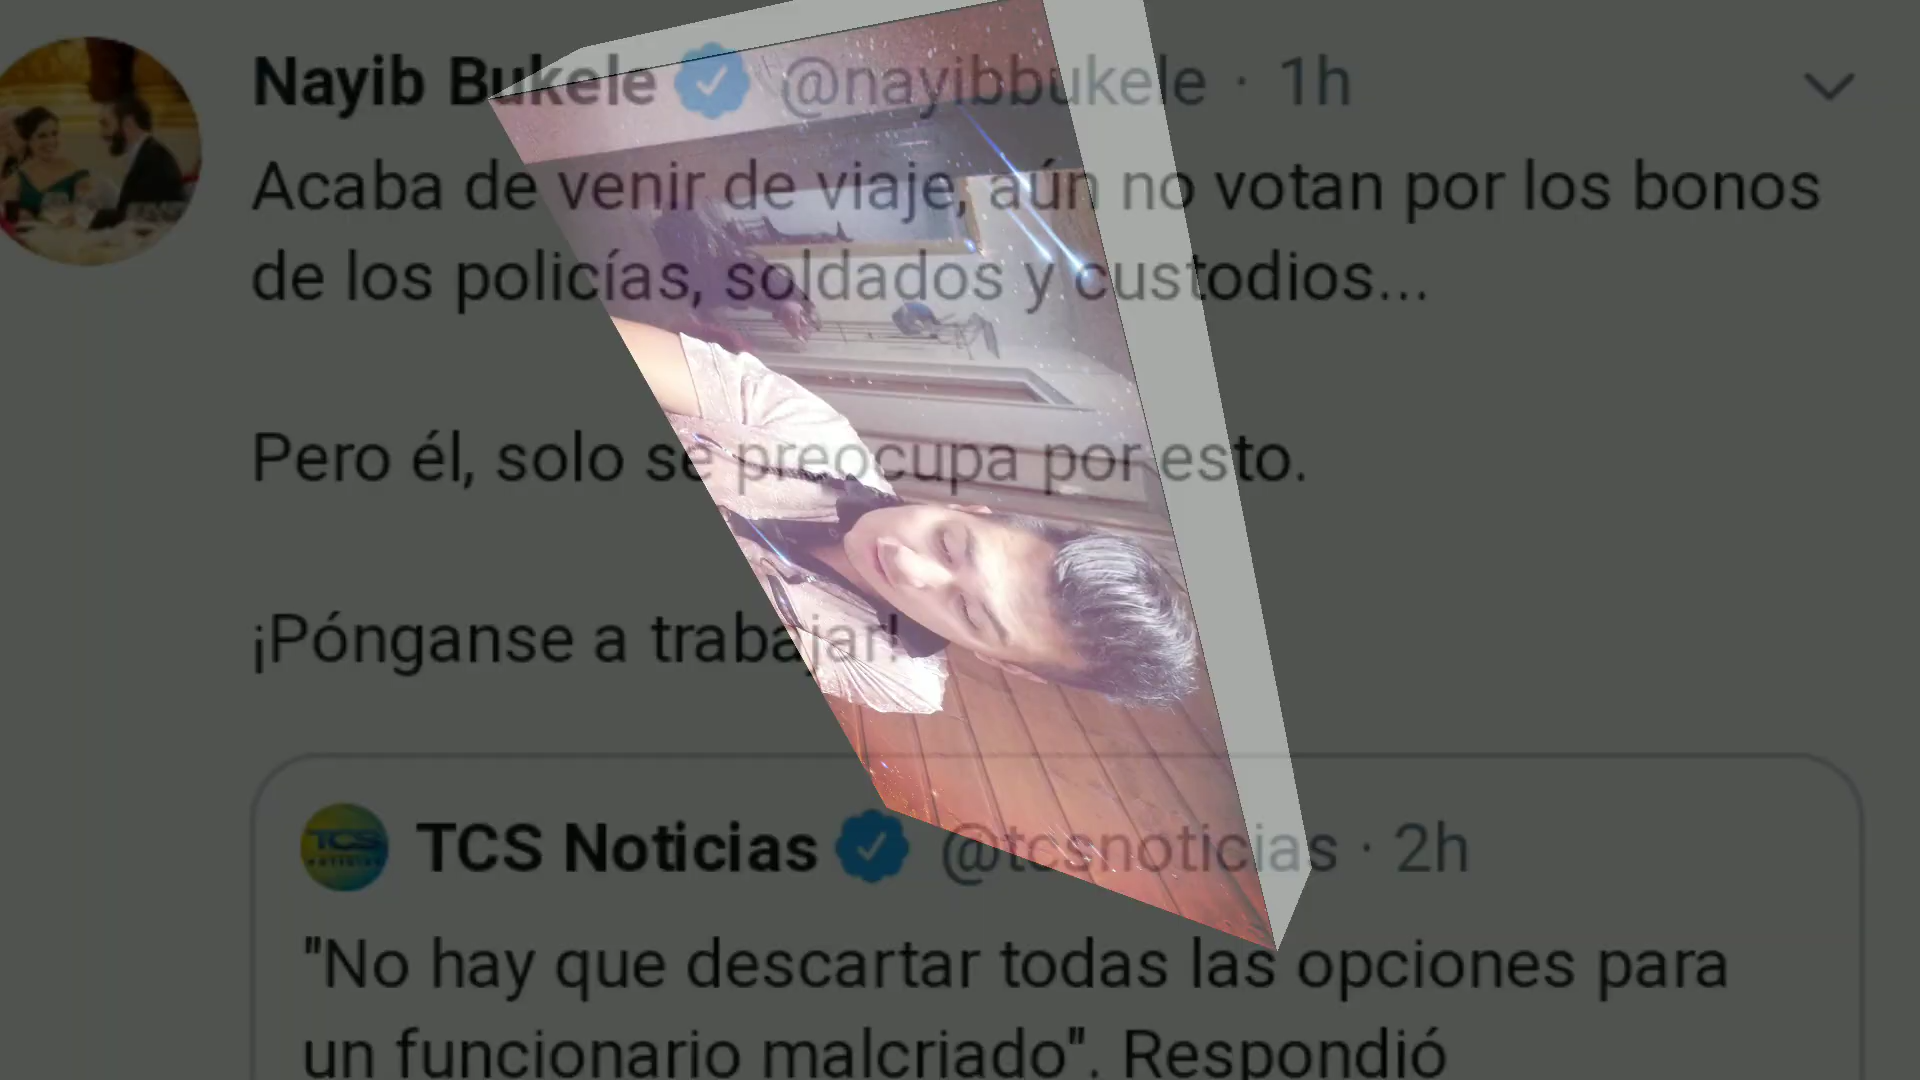 Nayib Bukele @nayibbukele · 1h
Acaba de venir de viaje, aún no votan por los bonos
de los policías, soldados y custodios...
Pero él, solo se preocupa por esto.
¡Pónganse a trabajar!
TCS NOTICIAS
TCS Noticias @tcsnoticias · 2h
"No hay que descartar todas las opciones para
un funcionario malcriado". Respondió